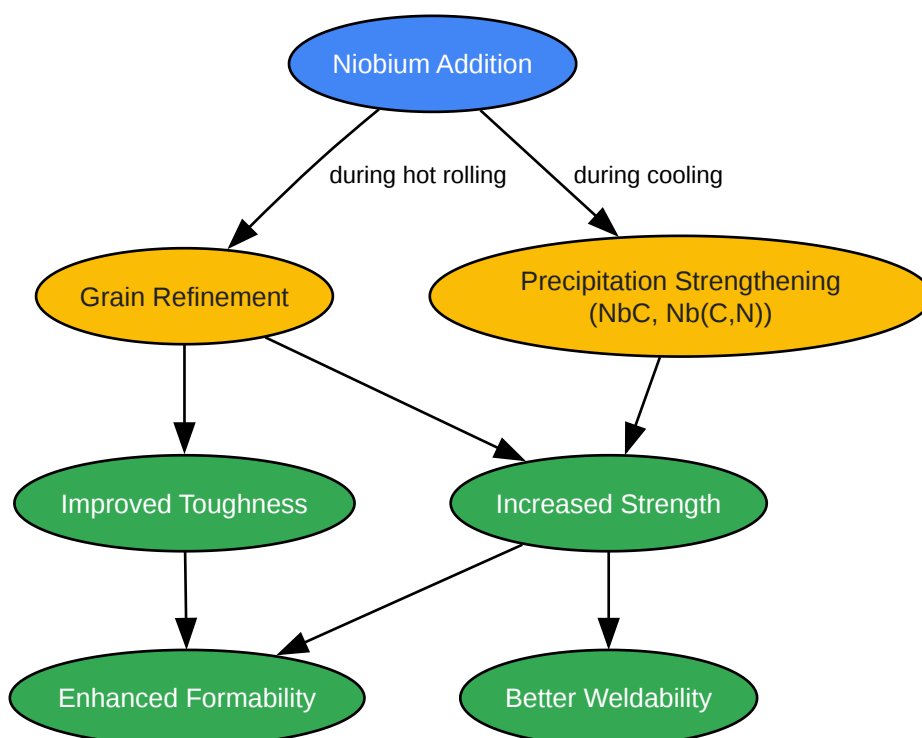 Niobium Addition
during hot rolling
during cooling
Grain Refinement
Precipitation Strengthening
(NbC, Nb(C,N))
Improved Toughness
Increased Strength
Enhanced Formability
Better Weldability